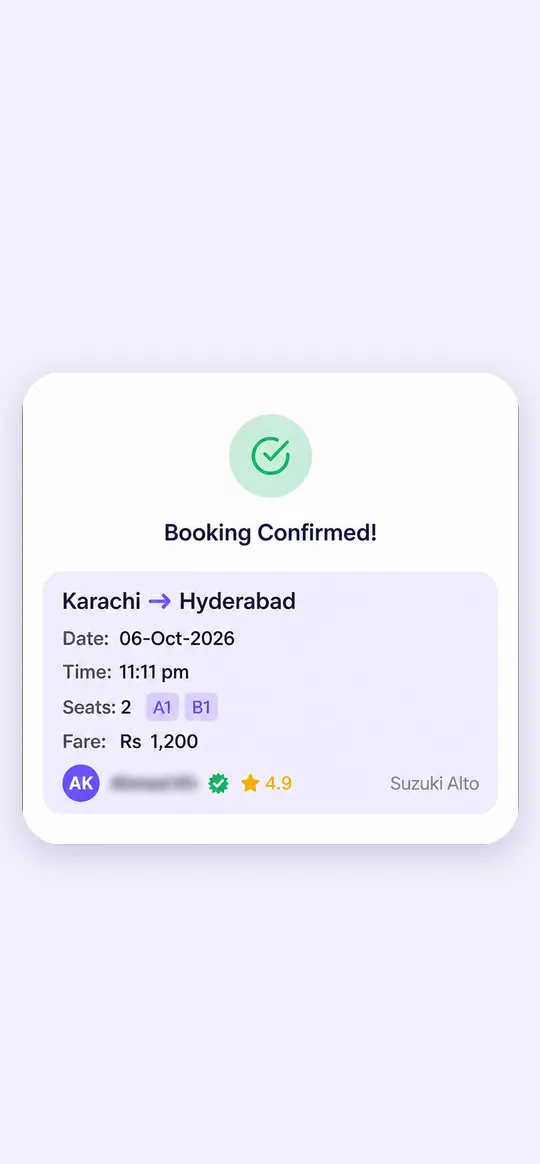 Booking Confirmed!
Karachi → Hyderabad
Date: 06-Oct-2026
Time: 11:11 pm
Seats: 2 A1 B1
Fare: Rs 1,200
AK 4.9 Suzuki Alto